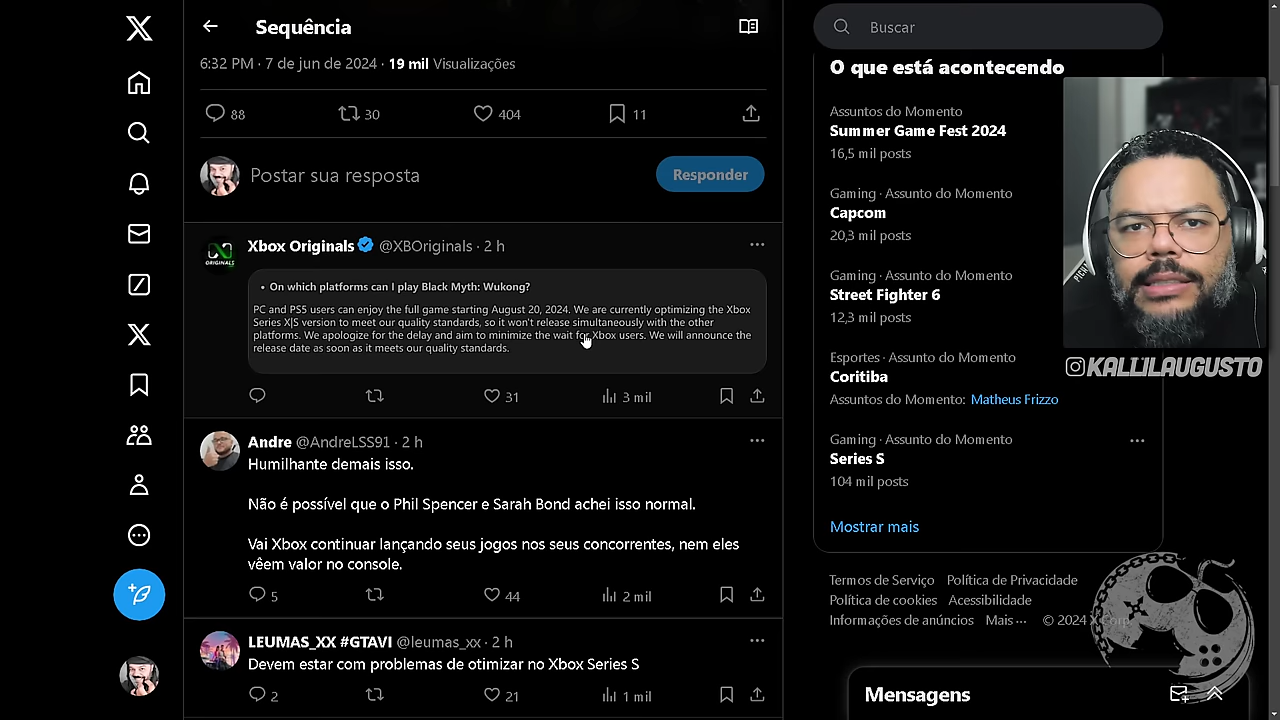 Sequência
6:32 PM · 7 de jun de 2024 · 19 mil Visualizações
88
30
404
11
Postar sua resposta
Responder
Xbox Originals @XBOriginals · 2 h
ORIGINALS
• On which platforms can I play Black Myth: Wukong?
PC and PS5 users can enjoy the full game starting August 20, 2024. We are currently optimizing the Xbox
Series X|S version to meet our quality standards, so it won't release simultaneously with the other
platforms. We apologize for the delay and aim to minimize the wait for Xbox users. We will announce the
release date as soon as it meets our quality standards.
31
3 mil
Andre @AndreLSS91 · 2 h
Humilhante demais isso.
Não é possível que o Phil Spencer e Sarah Bond achei isso normal.
Vai Xbox continuar lançando seus jogos nos seus concorrentes, nem eles
vêem valor no console.
5
44
2 mil
LEUMAS_XX #GTAVI @leumas_xx · 2 h
Devem estar com problemas de otimizar no Xbox Series S
2
21
1 mil
Buscar
O que está acontecendo
Assuntos do Momento
Summer Game Fest 2024
16,5 mil posts
Gaming · Assunto do Momento
Capcom
20,3 mil posts
Gaming · Assunto do Momento
Street Fighter 6
12,3 mil posts
Esportes · Assunto do Momento
Coritiba
Assuntos do Momento: Matheus Frizzo
Gaming · Assunto do Momento
Series S
104 mil posts
Mostrar mais
Termos de Serviço Política de Privacidade
Política de cookies Acessibilidade
Informações de anúncios Mais ··· © 2024 X Corp
Mensagens
@KALLILAUGUSTO